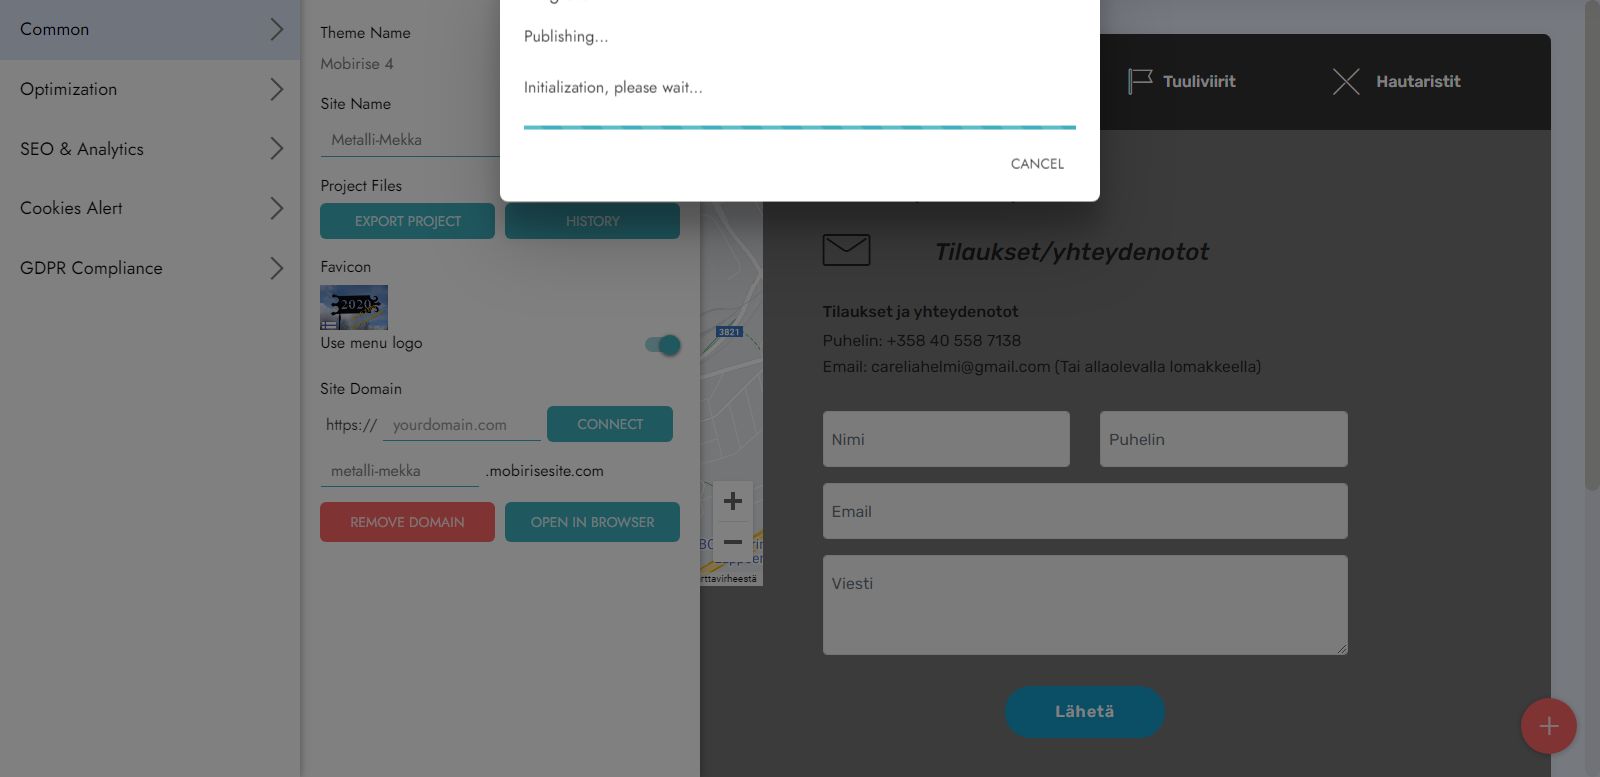 Common
Optimization
SEO & Analytics
Cookies Alert
GDPR Compliance
Theme Name
Mobirise 4
Site Name
Metalli-Mekka
Project Files
EXPORT PROJECT
HISTORY
Favicon
2020
Use menu logo
Site Domain
https://
yourdomain.com
CONNECT
metalli-mekka
.mobirisesite.com
REMOVE DOMAIN
OPEN IN BROWSER
Publishing...
Initialization, please wait...
CANCEL
Tuuliviirit
Hautaristit
3821
Tilaukset/yhteydenotot
Tilaukset ja yhteydenotot
Puhelin: +358 40 558 7138
Email: careliahelmi@gmail.com (Tai allaolevalla lomakkeella)
Nimi
Puhelin
Email
Viesti
Lähetä